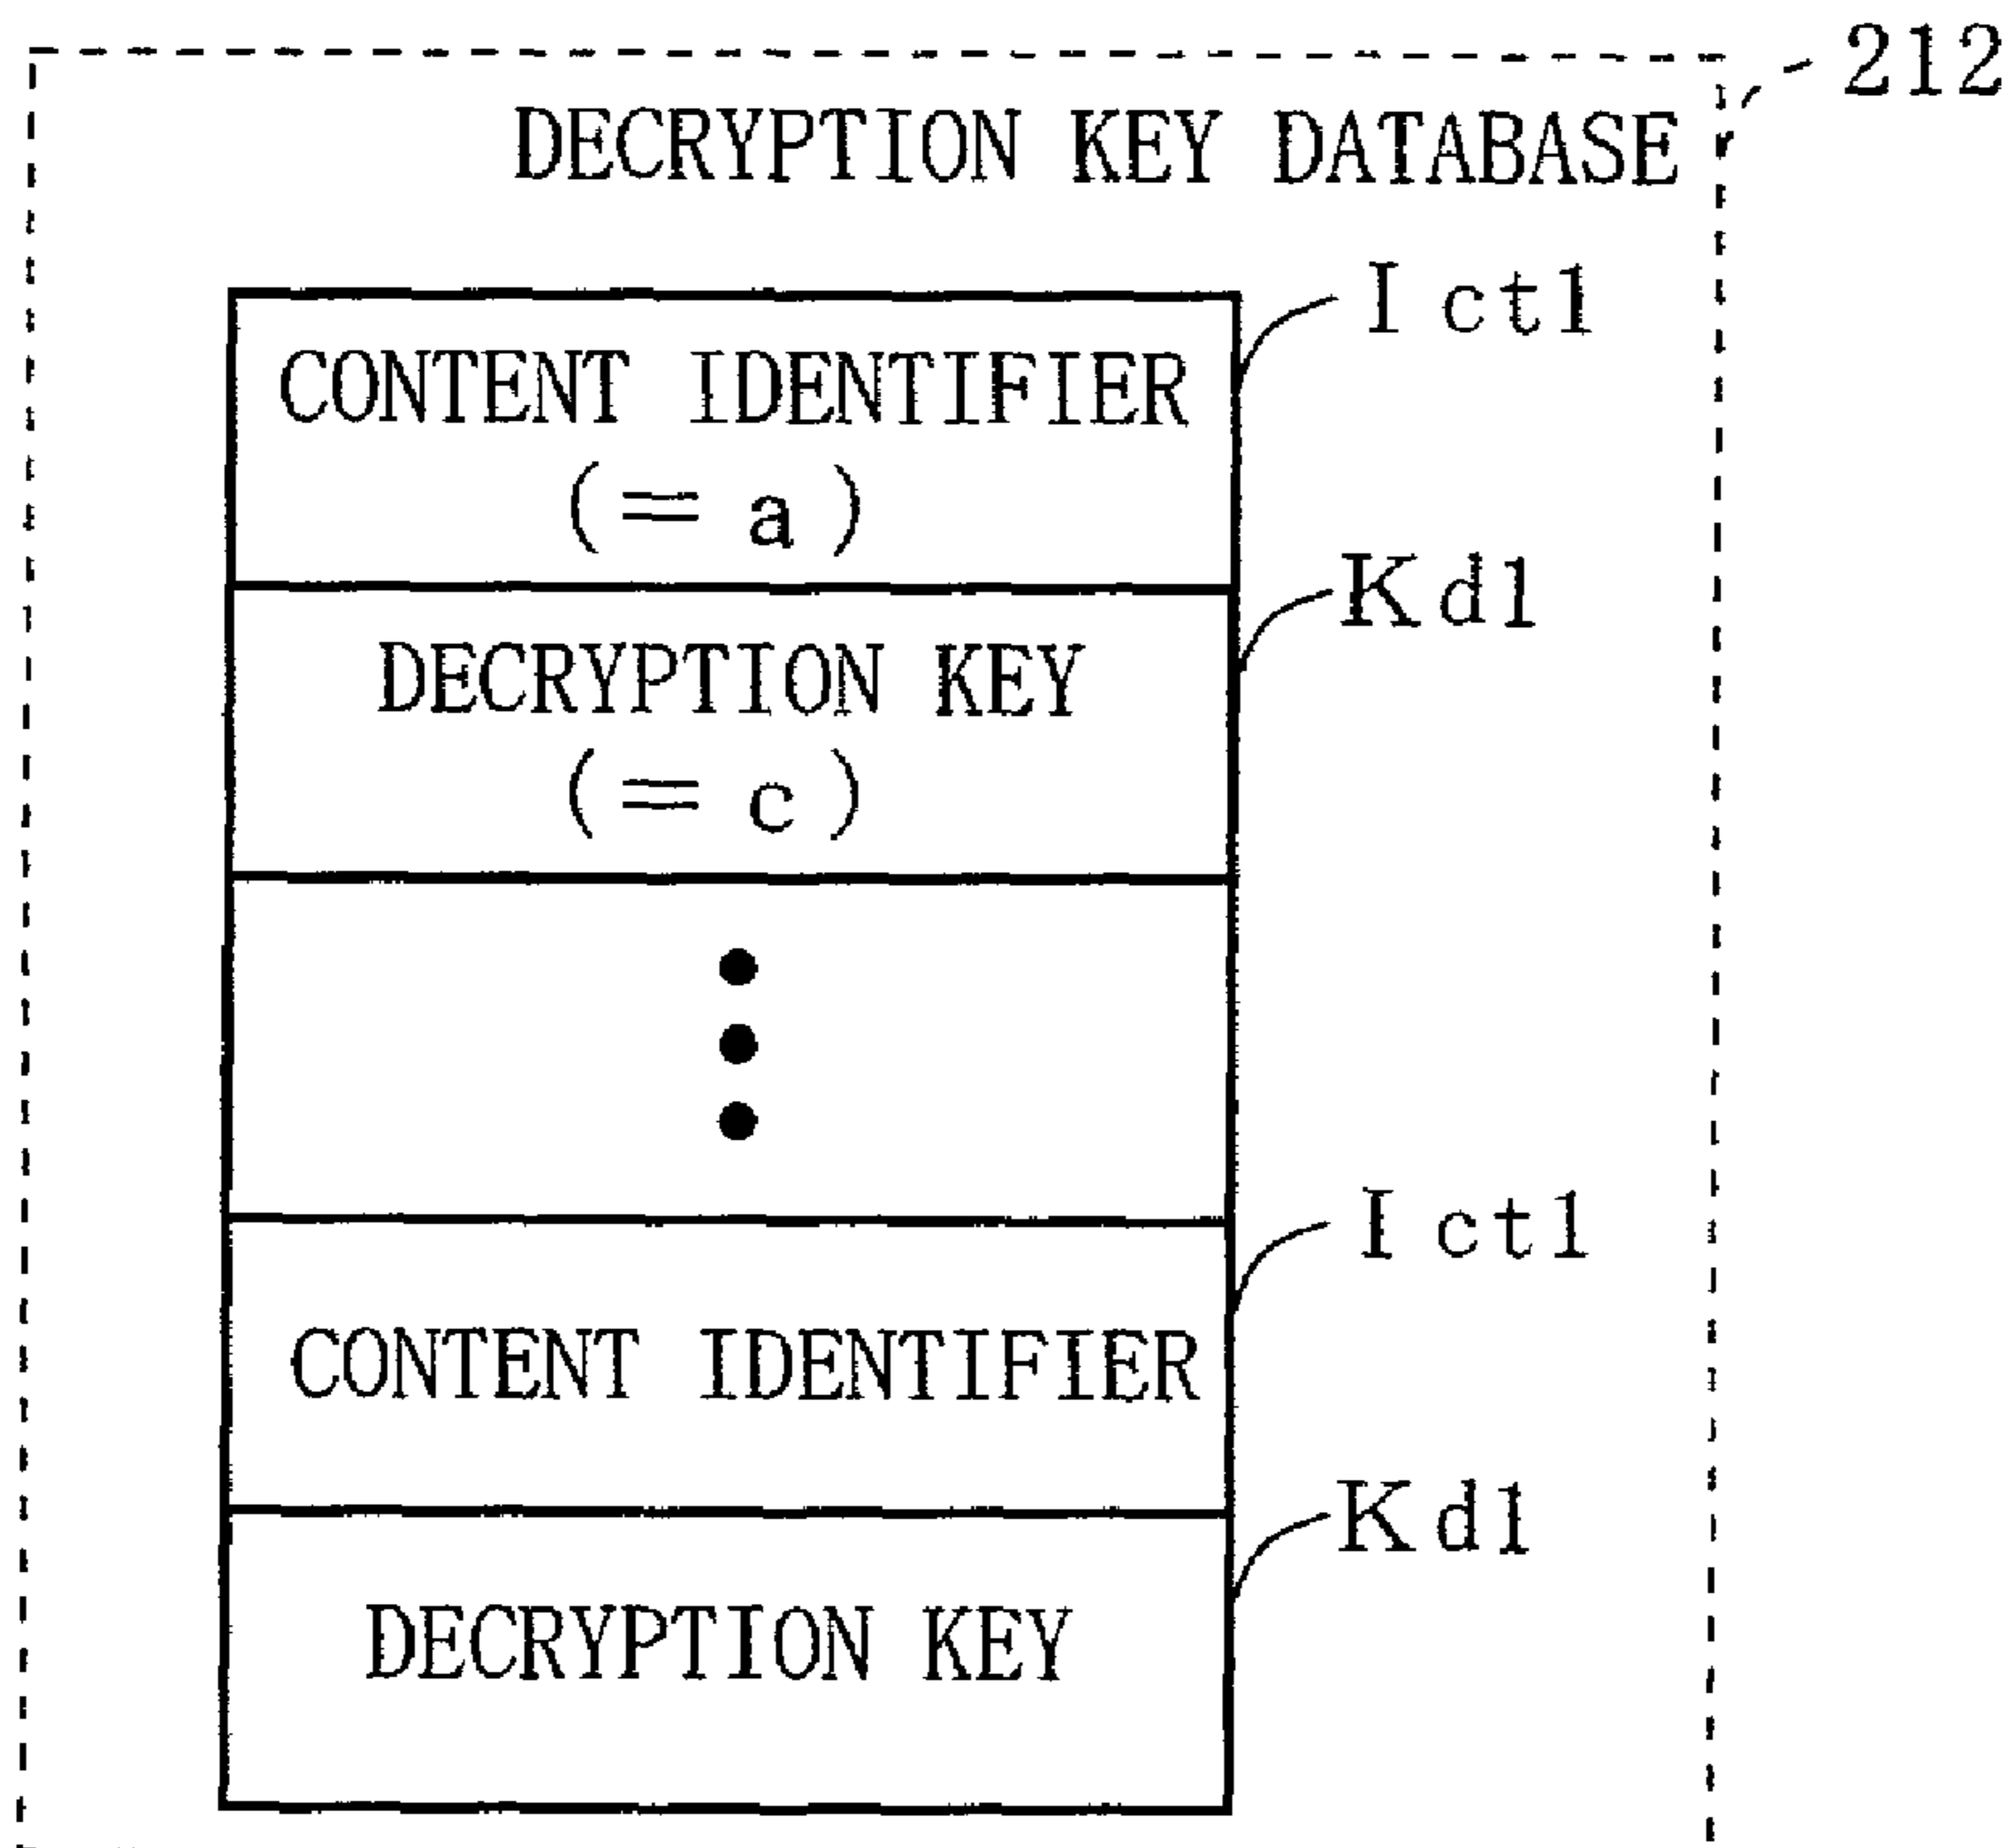 212
DECRYPTION KEY DATABASE
Ict1
CONTENT IDENTIFIER
(= a)
Kd1
DECRYPTION KEY
(= c)
Ict1
CONTENT IDENTIFIER
Kd1
DECRYPTION KEY